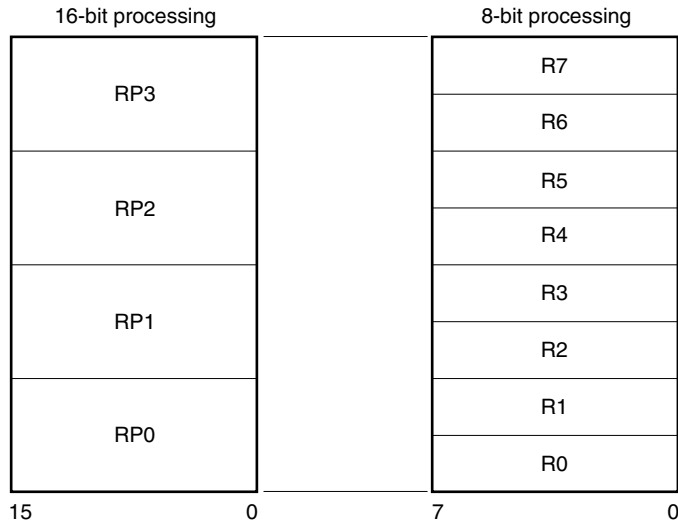 16-bit processing
8-bit processing
RP3
RP2
RP1
RP0
15
0
R7
R6
R5
R4
R3
R2
R1
R0
7
0